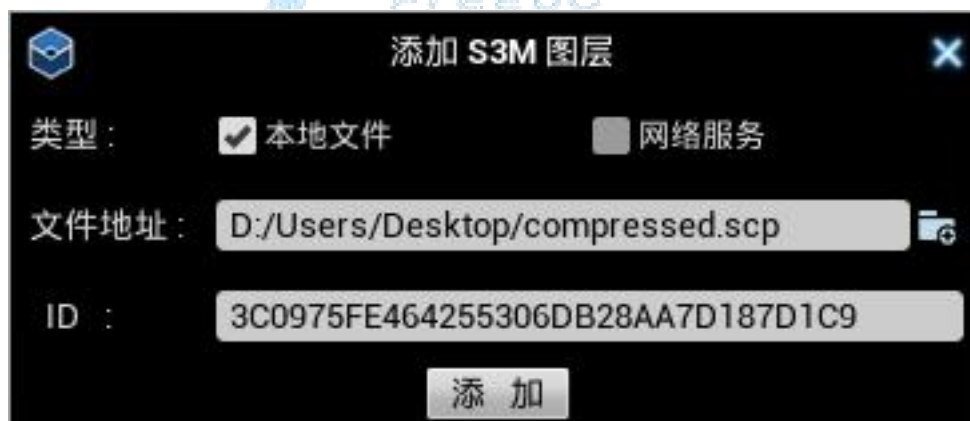 添加 S3M 图层
类型 : 本地文件 网络服务
文件地址 : D:/Users/Desktop/compressed.scp
ID : 3C0975FE464255306DB28AA7D187D1C9
添 加